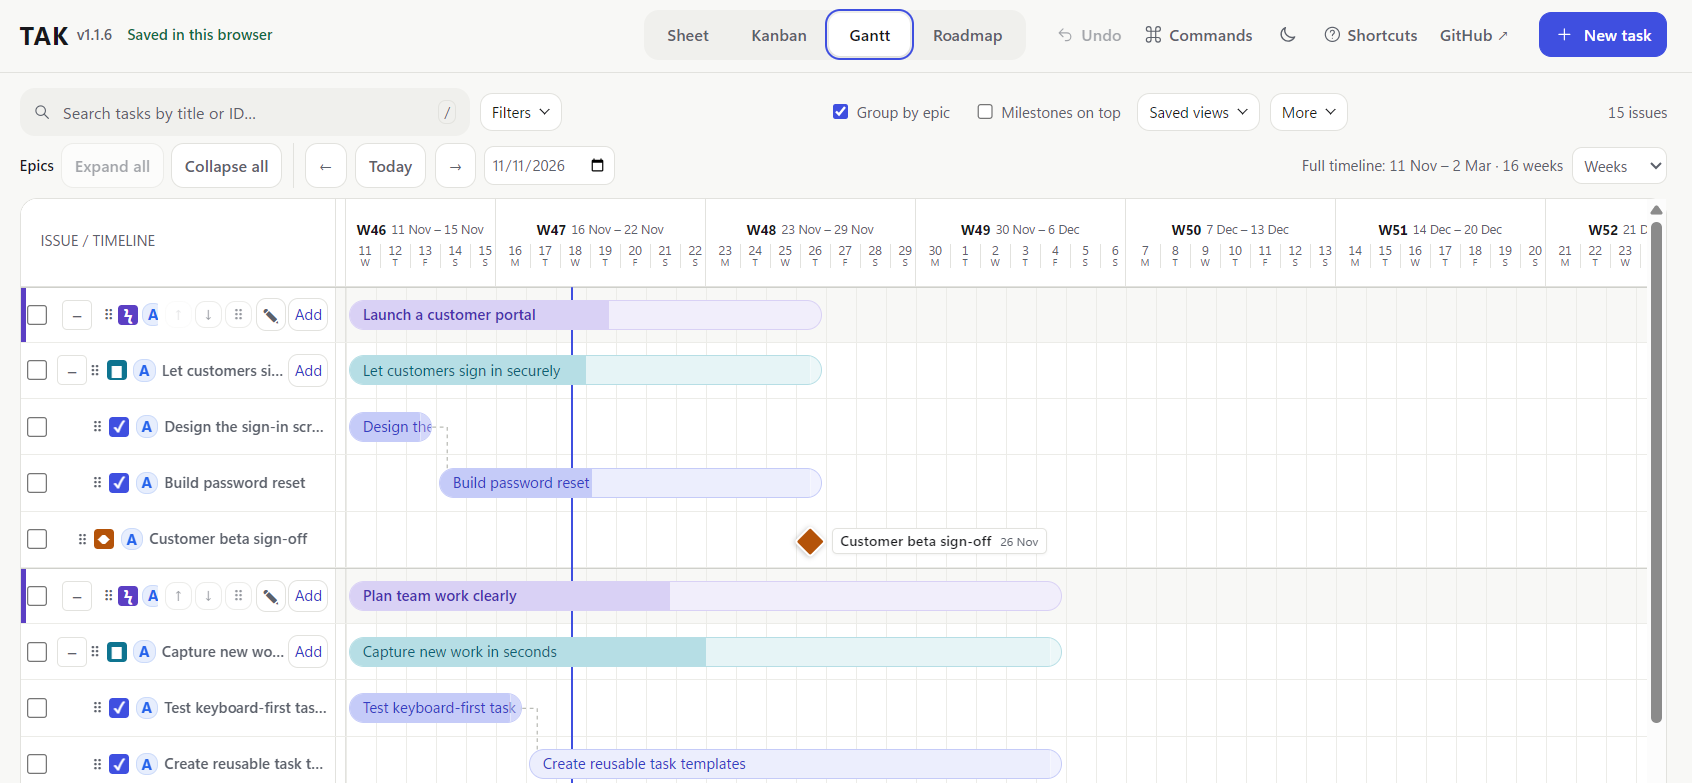 TAK v1.1.6 Saved in this browser Sheet Kanban Gantt Roadmap Undo Commands Shortcuts GitHub ↗ + New task
Search tasks by title or ID... / Filters Group by epic Milestones on top Saved views More 15 issues
Epics Expand all Collapse all ← Today → 11/11/2026 Full timeline: 11 Nov – 2 Mar · 16 weeks Weeks
ISSUE / TIMELINE
W46 11 Nov – 15 Nov W47 16 Nov – 22 Nov W48 23 Nov – 29 Nov W49 30 Nov – 6 Dec W50 7 Dec – 13 Dec W51 14 Dec – 20 Dec W52 21 D
11 12 13 14 15 16 17 18 19 20 21 22 23 24 25 26 27 28 29 30 1 2 3 4 5 6 7 8 9 10 11 12 13 14 15 16 17 18 19 20 21 22 23
W T F S S M T W T F S S M T W T F S S M T W T F S S M T W T F S S M T W T F S S M T W
– A ↑ ↓ Add Launch a customer portal
– A Let customers si... Add Let customers sign in securely
A Design the sign-in scr... Design the
A Build password reset Build password reset
A Customer beta sign-off Customer beta sign-off 26 Nov
– A ↑ ↓ Add Plan team work clearly
– A Capture new wo... Add Capture new work in seconds
A Test keyboard-first tas... Test keyboard-first task
A Create reusable task t... Create reusable task templates